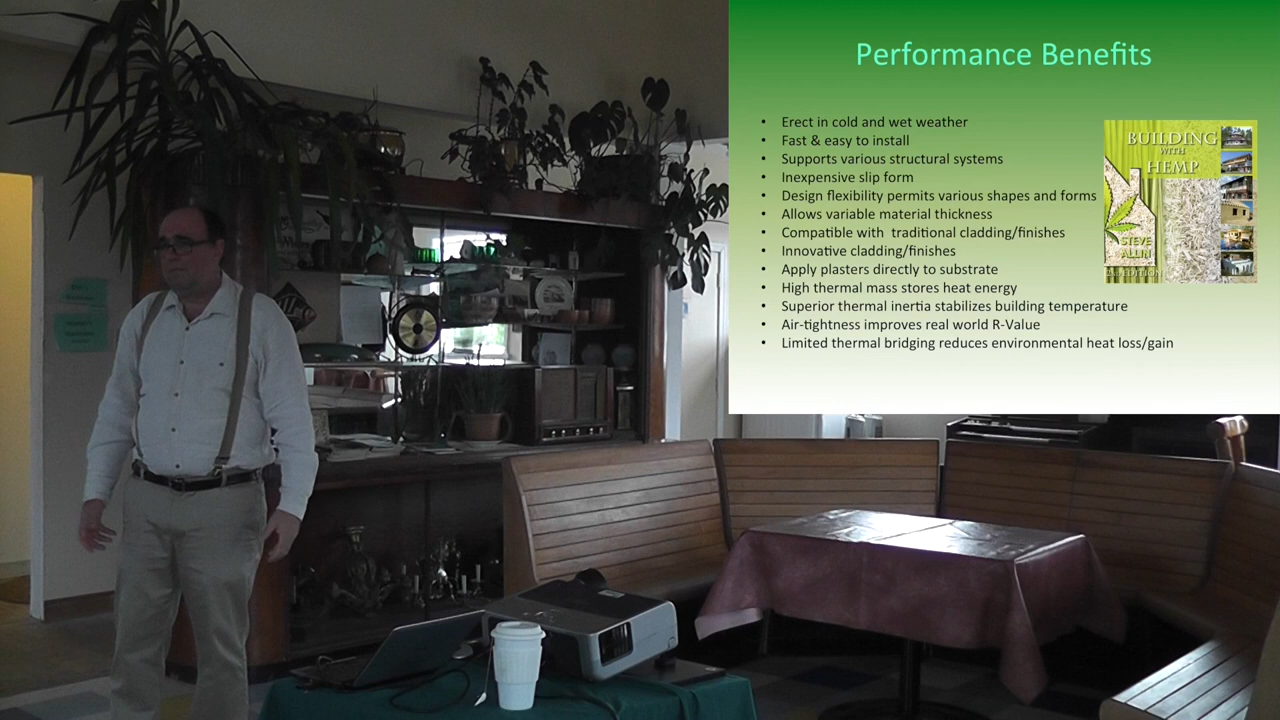 Performance Benefits
• Erect in cold and wet weather
• Fast & easy to install
• Supports various structural systems
• Inexpensive slip form
• Design flexibility permits various shapes and forms
• Allows variable material thickness
• Compatible with traditional cladding/finishes
• Innovative cladding/finishes
• Apply plasters directly to substrate
• High thermal mass stores heat energy
• Superior thermal inertia stabilizes building temperature
• Air-tightness improves real world R-Value
• Limited thermal bridging reduces environmental heat loss/gain
BUILDING
WITH
HEMP
STEVE
ALLIN
2nd EDITION